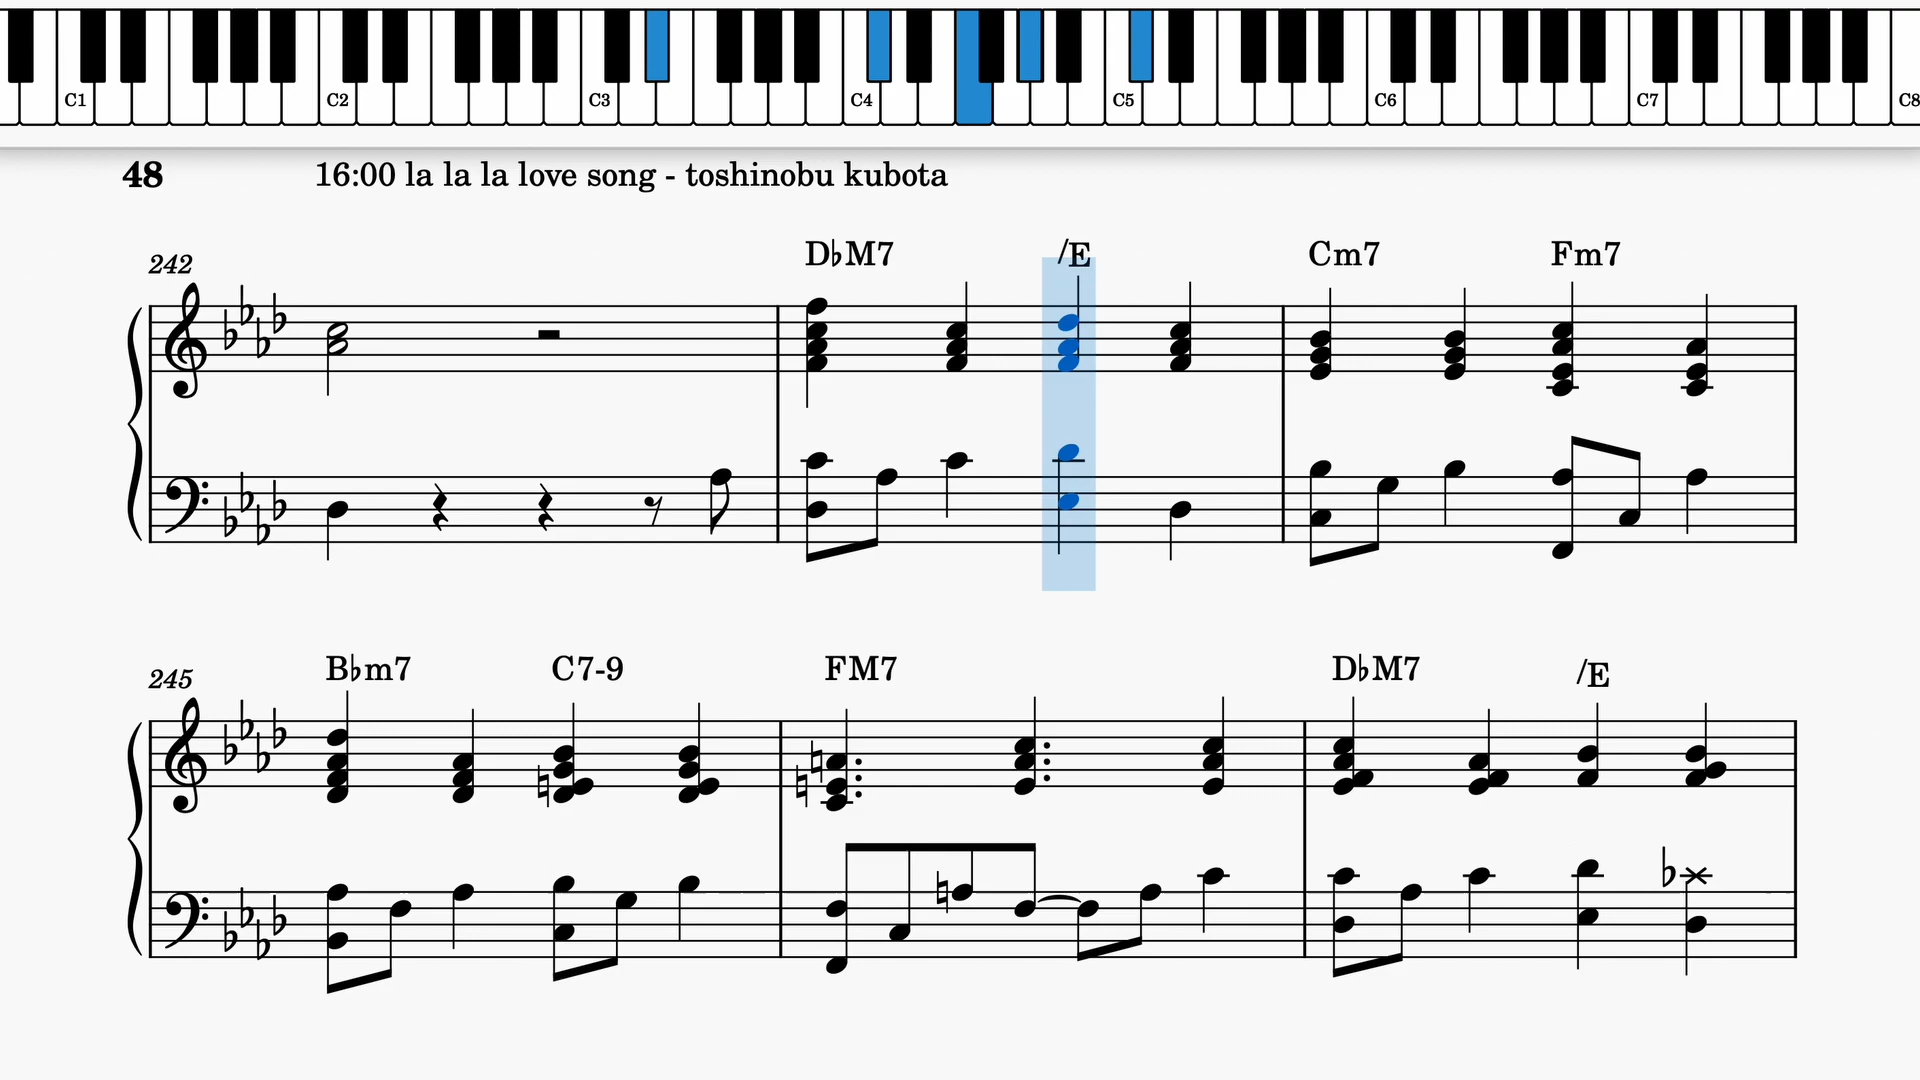 C1 C2 C3 C4 C5 C6 C7 C8
48 16:00 la la la love song - toshinobu kubota
242 D♭M7 /E Cm7 Fm7
245 B♭m7 C7-9 FM7 D♭M7 /E